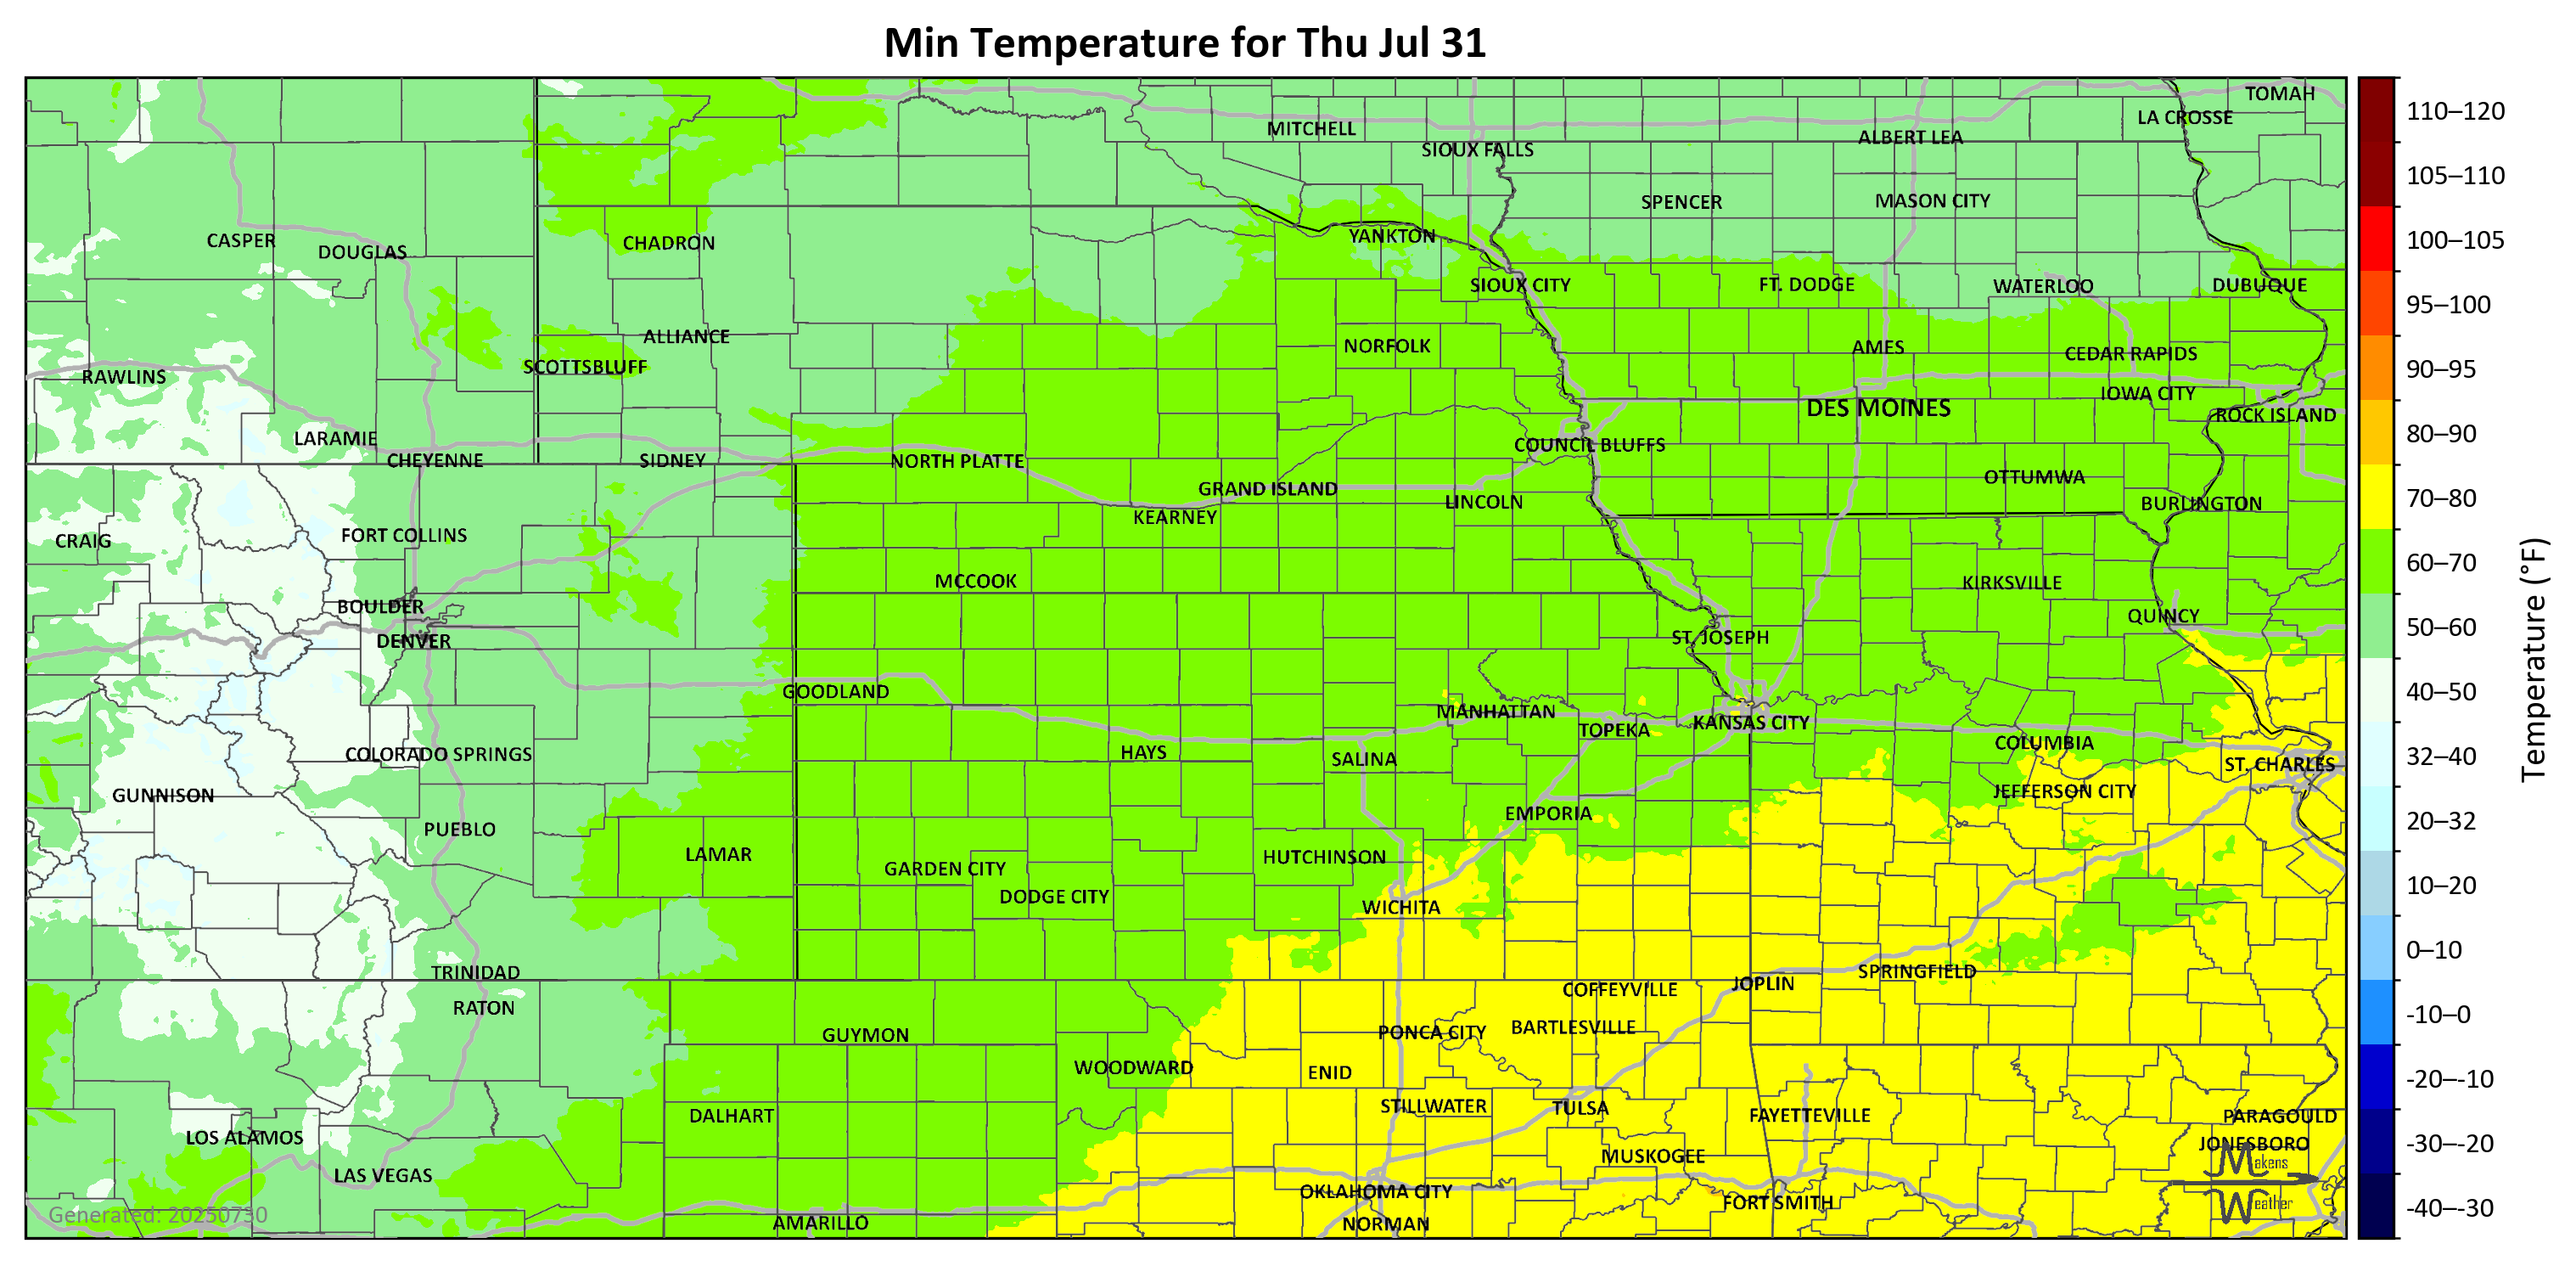 Min Temperature for Thu Jul 31
TOMAH
LA CROSSE
MITCHELL
ALBERT LEA
SIOUX FALLS
SPENCER
MASON CITY
CASPER
DOUGLAS
CHADRON
YANKTON
SIOUX CITY
FT. DODGE
WATERLOO
DUBUQUE
ALLIANCE
NORFOLK
AMES
CEDAR RAPIDS
SCOTTSBLUFF
RAWLINS
IOWA CITY
DES MOINES
ROCK ISLAND
LARAMIE
COUNCIL BLUFFS
CHEYENNE
SIDNEY
NORTH PLATTE
OTTUMWA
GRAND ISLAND
LINCOLN
BURLINGTON
KEARNEY
FORT COLLINS
CRAIG
MCCOOK
KIRKSVILLE
BOULDER
QUINCY
DENVER
ST. JOSEPH
GOODLAND
MANHATTAN
KANSAS CITY
TOPEKA
COLUMBIA
COLORADO SPRINGS
HAYS
SALINA
ST. CHARLES
GUNNISON
JEFFERSON CITY
EMPORIA
PUEBLO
LAMAR
HUTCHINSON
GARDEN CITY
DODGE CITY
WICHITA
TRINIDAD
SPRINGFIELD
JOPLIN
COFFEYVILLE
RATON
GUYMON
PONCA CITY
BARTLESVILLE
WOODWARD
ENID
STILLWATER
TULSA
DALHART
FAYETTEVILLE
PARAGOULD
LOS ALAMOS
JONESBORO
MUSKOGEE
LAS VEGAS
OKLAHOMA CITY
FORT SMITH
AMARILLO
NORMAN
Generated: 20250730
Makens
Weather
110–120
105–110
100–105
95–100
90–95
80–90
70–80
60–70
50–60
40–50
32–40
20–32
10–20
0–10
-10–0
-20–-10
-30–-20
-40–-30
Temperature (°F)